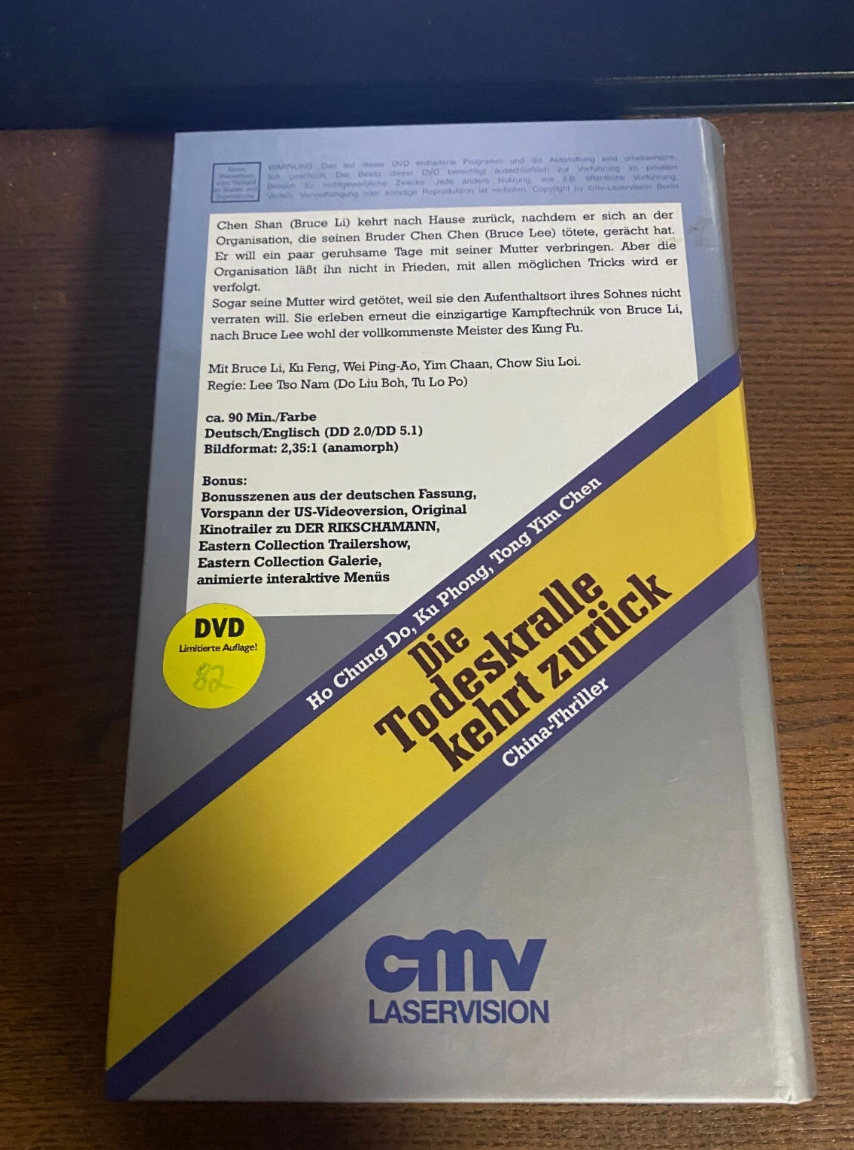 WARNUNG: Das auf dieser DVD enthaltene Programm und die Ausstattung sind urheberrecht-
lich geschützt. Der Besitz dieser DVD berechtigt ausschließlich zur Vorführung im privaten
Bereich für nichtgewerbliche Zwecke. Jede andere Nutzung, wie z.B. öffentliche Vorführung,
Verleih, Vervielfältigung oder sonstige Reproduktion ist verboten. Copyright by cmv-Laservision Berlin
Chen Shan (Bruce Li) kehrt nach Hause zurück, nachdem er sich an der
Organisation, die seinen Bruder Chen Chen (Bruce Lee) tötete, gerächt hat.
Er will ein paar geruhsame Tage mit seiner Mutter verbringen. Aber die
Organisation läßt ihn nicht in Frieden, mit allen möglichen Tricks wird er
verfolgt.
Sogar seine Mutter wird getötet, weil sie den Aufenthaltsort ihres Sohnes nicht
verraten will. Sie erleben erneut die einzigartige Kampftechnik von Bruce Li,
nach Bruce Lee wohl der vollkommenste Meister des Kung Fu.
Mit Bruce Li, Ku Feng, Wei Ping-Ao, Yim Chaan, Chow Siu Loi.
Regie: Lee Tso Nam (Do Liu Boh, Tu Lo Po)
ca. 90 Min./Farbe
Deutsch/Englisch (DD 2.0/DD 5.1)
Bildformat: 2,35:1 (anamorph)
Bonus:
Bonusszenen aus der deutschen Fassung,
Vorspann der US-Videoversion, Original
Kinotrailer zu DER RIKSCHAMANN,
Eastern Collection Trailershow,
Eastern Collection Galerie,
animierte interaktive Menüs
DVD
Limitierte Auflage!
82
Ho Chung Do, Ku Phong, Tong Yim Chen
Die
Todeskralle
kehrt zurück
China-Thriller
cmv
LASERVISION